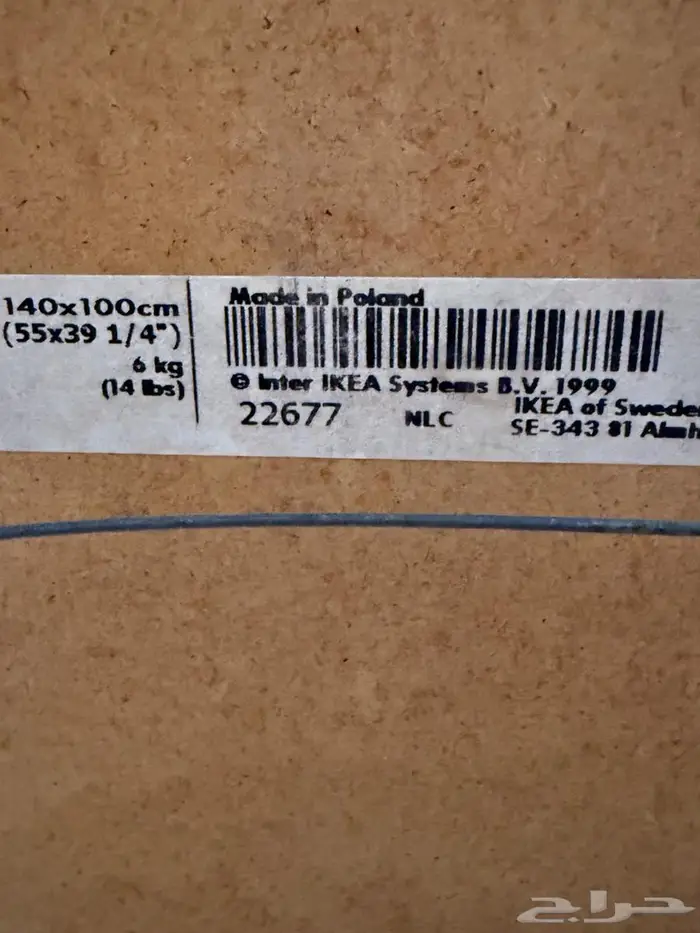 140x100cm
(55x39 1/4")
6 kg
(14 lbs)
Made in Poland
© Inter IKEA Systems B.V. 1999
22677 NLC
IKEA of Swede
SE-343 81 Älmh
حراج